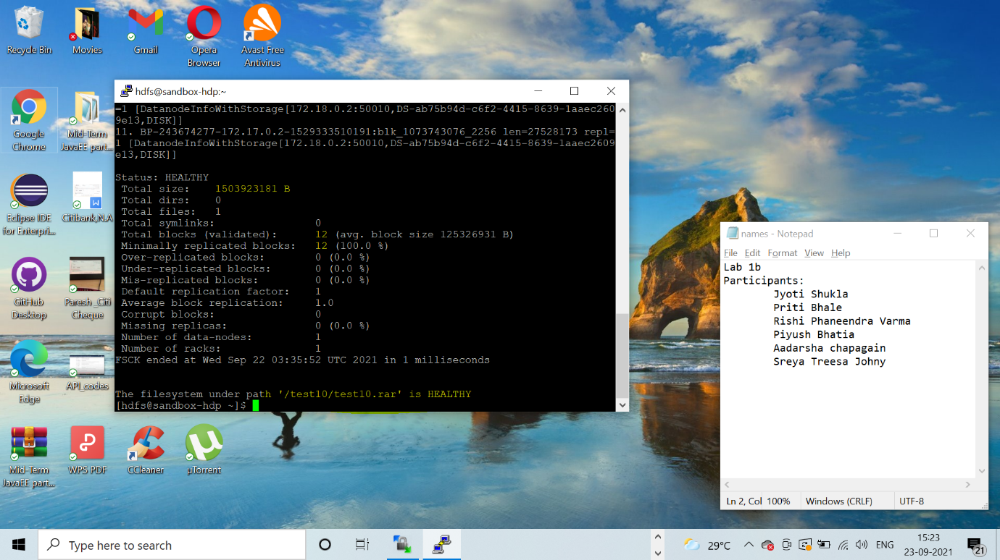 Recycle Bin
Movies
Gmail
Opera
Browser
Avast Free
Antivirus
Google
Chrome
Mid-Term
JavaEE part...
Eclipse IDE
for Enterpri...
Citibank,N.A
GitHub
Desktop
Paresh_Citi
Cheque
Microsoft
Edge
API_codes
Mid-Term
JavaEE part...
WPS PDF
CCleaner
µTorrent
hdfs@sandbox-hdp:~
=1 [DatanodeInfoWithStorage[172.18.0.2:50010,DS-ab75b94d-c6f2-4415-8639-1aaec260
9e13,DISK]]
11. BP-243674277-172.17.0.2-1529333510191:blk_1073743076_2256 len=27528173 repl=
1 [DatanodeInfoWithStorage[172.18.0.2:50010,DS-ab75b94d-c6f2-4415-8639-1aaec2609
e13,DISK]]
Status: HEALTHY
Total size: 1503923181 B
Total dirs: 0
Total files: 1
Total symlinks: 0
Total blocks (validated): 12 (avg. block size 125326931 B)
Minimally replicated blocks: 12 (100.0 %)
Over-replicated blocks: 0 (0.0 %)
Under-replicated blocks: 0 (0.0 %)
Mis-replicated blocks: 0 (0.0 %)
Default replication factor: 1
Average block replication: 1.0
Corrupt blocks: 0
Missing replicas: 0 (0.0 %)
Number of data-nodes: 1
Number of racks: 1
FSCK ended at Wed Sep 22 03:35:52 UTC 2021 in 1 milliseconds
The filesystem under path '/test10/test10.rar' is HEALTHY
[hdfs@sandbox-hdp ~]$
names - Notepad
File Edit Format View Help
Lab 1b
Participants:
Jyoti Shukla
Priti Bhale
Rishi Phaneendra Varma
Piyush Bhatia
Aadarsha chapagain
Sreya Treesa Johny
Ln 2, Col 100% Windows (CRLF) UTF-8
Type here to search
29°C
ENG
15:23
23-09-2021
21